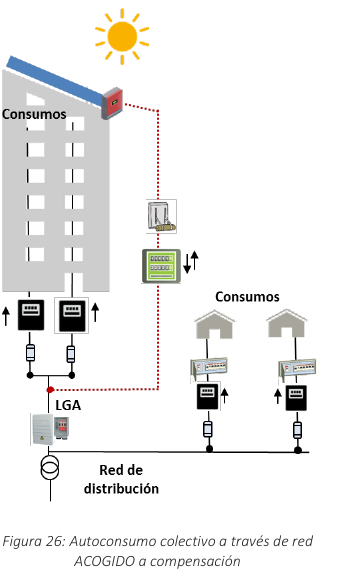 Consumos
Consumos
LGA
Red de
distribución
Figura 26: Autoconsumo colectivo a través de red
ACOGIDO a compensación